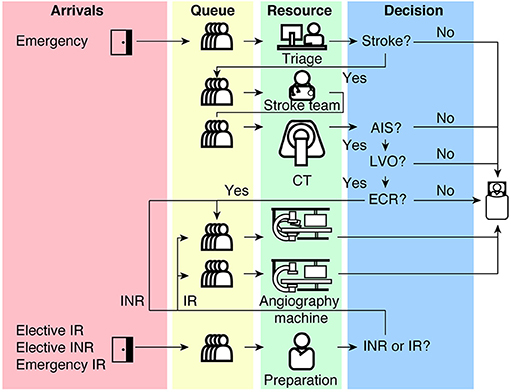 Arrivals Queue Resource Decision
Emergency
Triage
Stroke?
No
Yes
Stroke team
CT
AIS?
No
Yes
LVO?
No
Yes
ECR?
No
Yes
INR
IR
Angiography
machine
Elective IR
Elective INR
Emergency IR
Preparation
INR or IR?